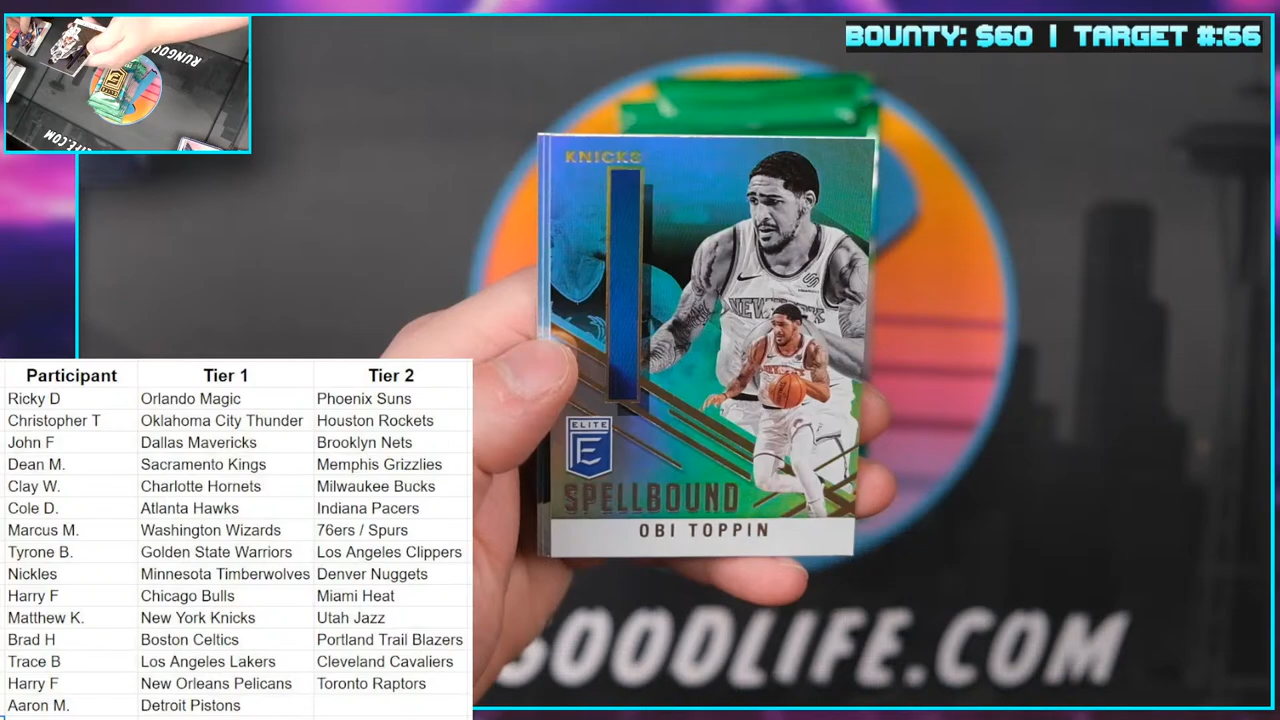 BOUNTY: $60 | TARGET #:66
RUNGOOD
.COM
KNICKS
NEW YORK
ELITE
E
SPELLBOUND
OBI TOPPIN
GOODLIFE.COM
Participant Tier 1 Tier 2
Ricky D Orlando Magic Phoenix Suns
Christopher T Oklahoma City Thunder Houston Rockets
John F Dallas Mavericks Brooklyn Nets
Dean M. Sacramento Kings Memphis Grizzlies
Clay W. Charlotte Hornets Milwaukee Bucks
Cole D. Atlanta Hawks Indiana Pacers
Marcus M. Washington Wizards 76ers / Spurs
Tyrone B. Golden State Warriors Los Angeles Clippers
Nickles Minnesota Timberwolves Denver Nuggets
Harry F Chicago Bulls Miami Heat
Matthew K. New York Knicks Utah Jazz
Brad H Boston Celtics Portland Trail Blazers
Trace B Los Angeles Lakers Cleveland Cavaliers
Harry F New Orleans Pelicans Toronto Raptors
Aaron M. Detroit Pistons